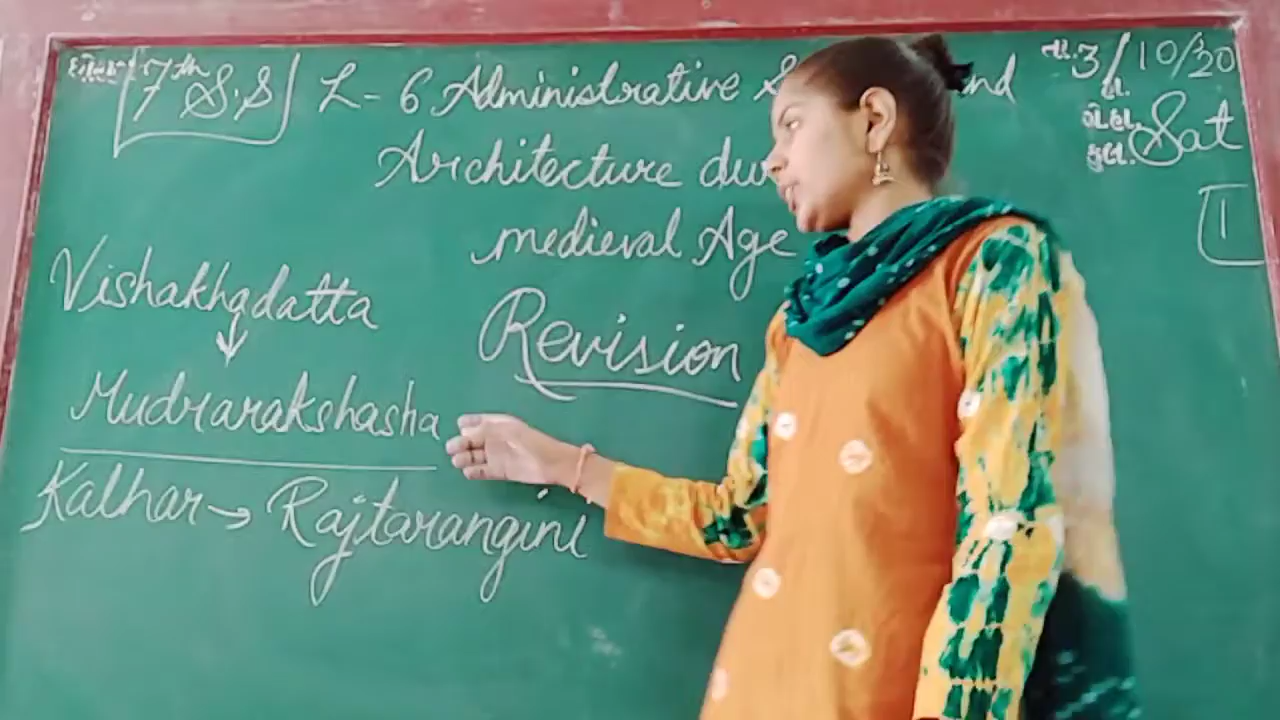 7th S.S L-6 Administrative S and
Architecture du
medieval Age
Revision
Vishakhadatta
↓
Mudrarakshasha
Kalhar → Rajtarangini
તા. 3/10/20
Sat
1